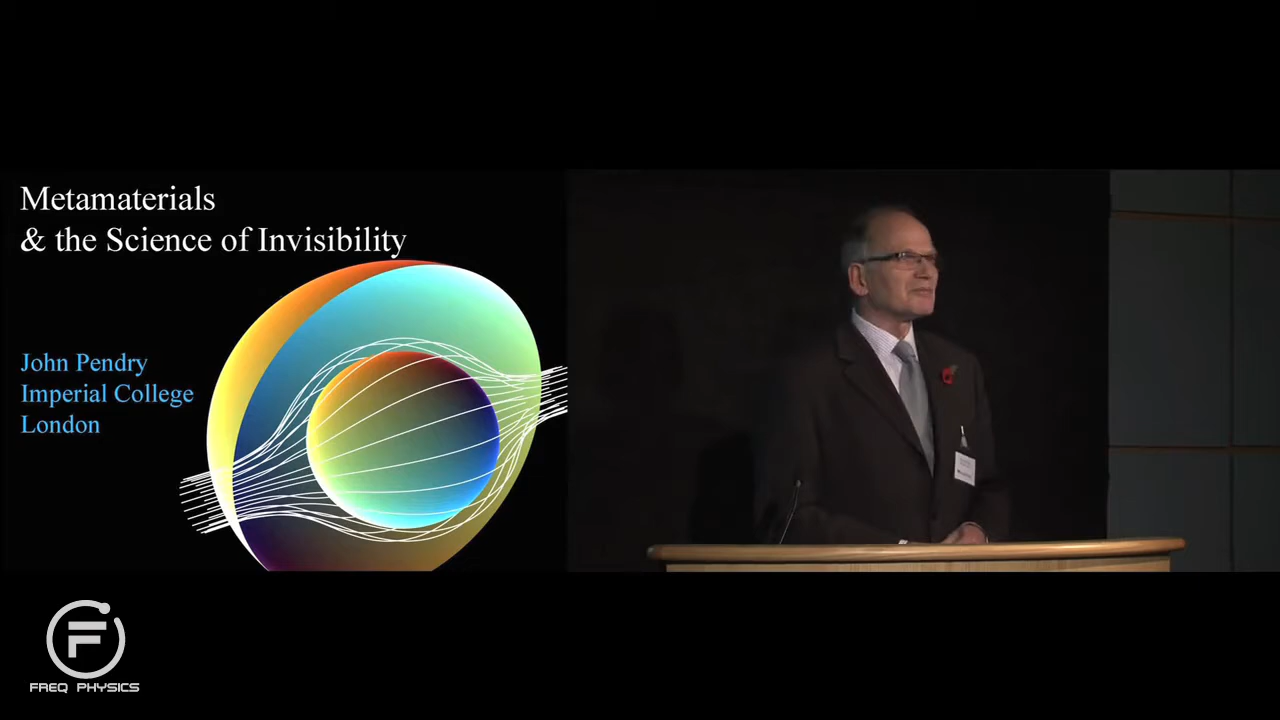 Metamaterials
& the Science of Invisibility
John Pendry
Imperial College
London
FREQ PHYSICS